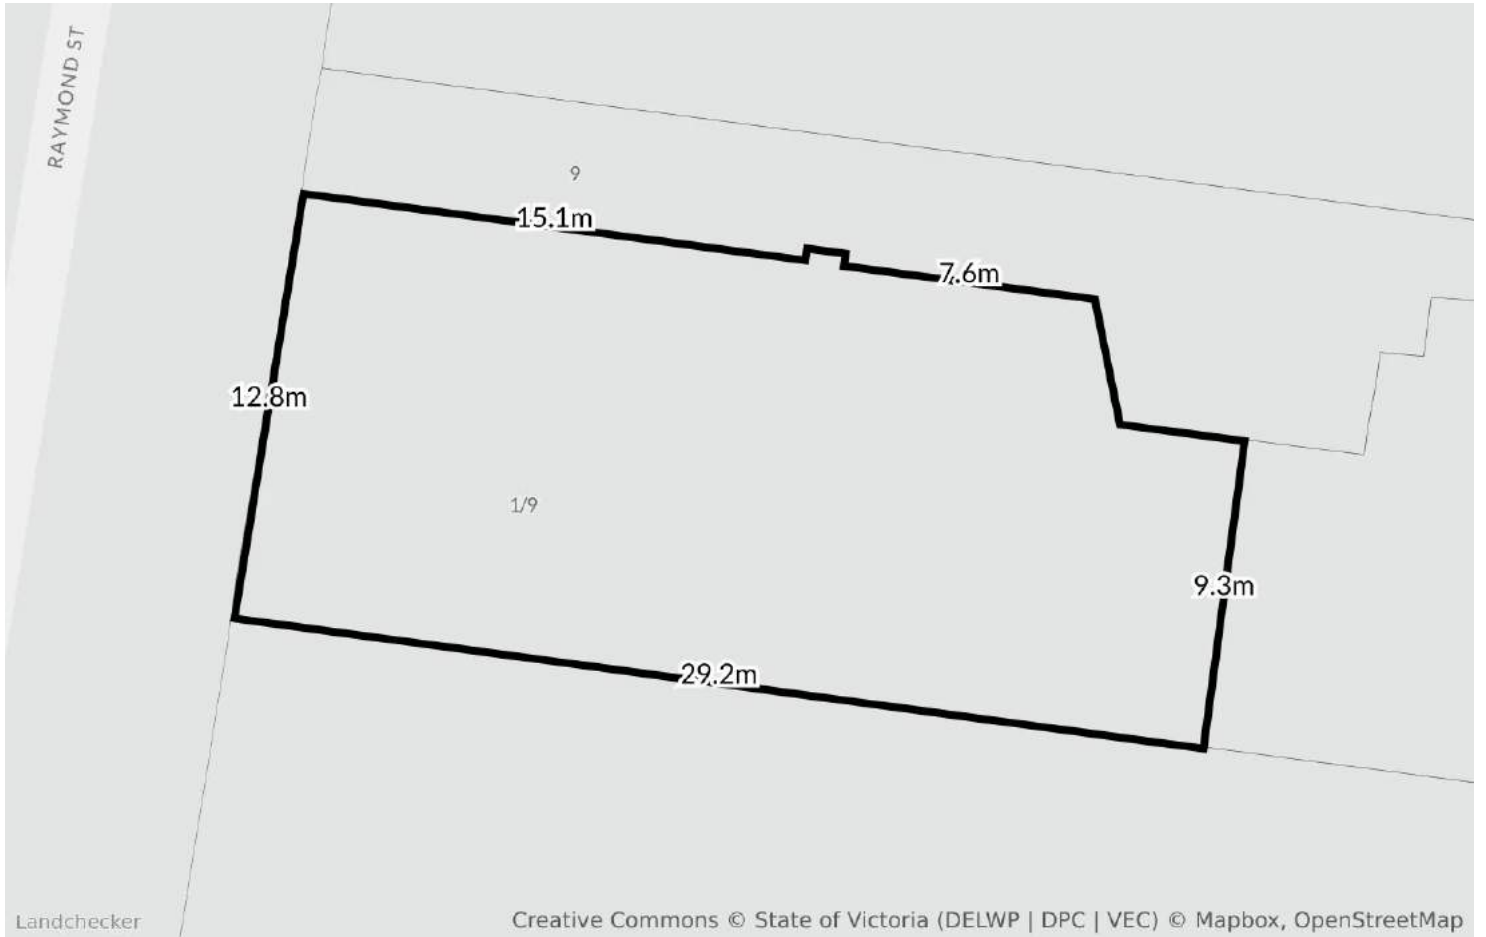 RAYMOND ST
9
15.1m
7.6m
12.8m
1/9
9.3m
29.2m
Landchecker
Creative Commons © State of Victoria (DELWP | DPC | VEC) © Mapbox, OpenStreetMap